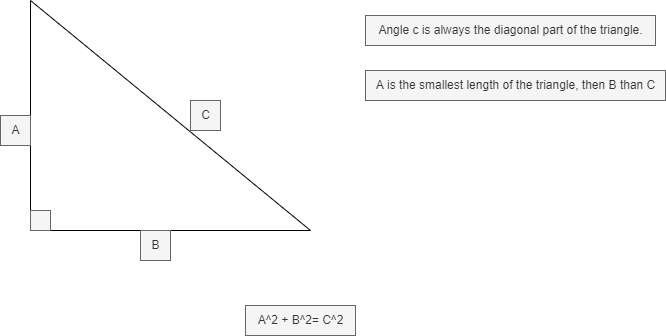 Angle c is always the diagonal part of the triangle.
A is the smallest length of the triangle, then B than C
C
A
B
A^2 + B^2= C^2